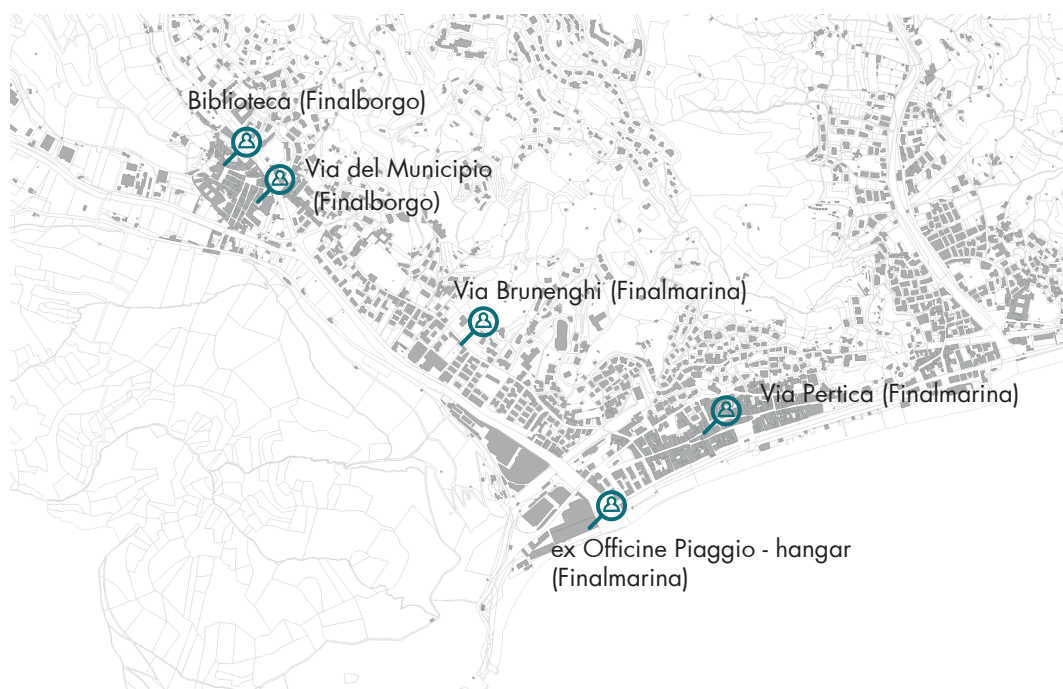 Biblioteca (Finalborgo)
Via del Municipio
(Finalborgo)
Via Brunenghi (Finalmarina)
Via Pertica (Finalmarina)
ex Officine Piaggio - hangar
(Finalmarina)